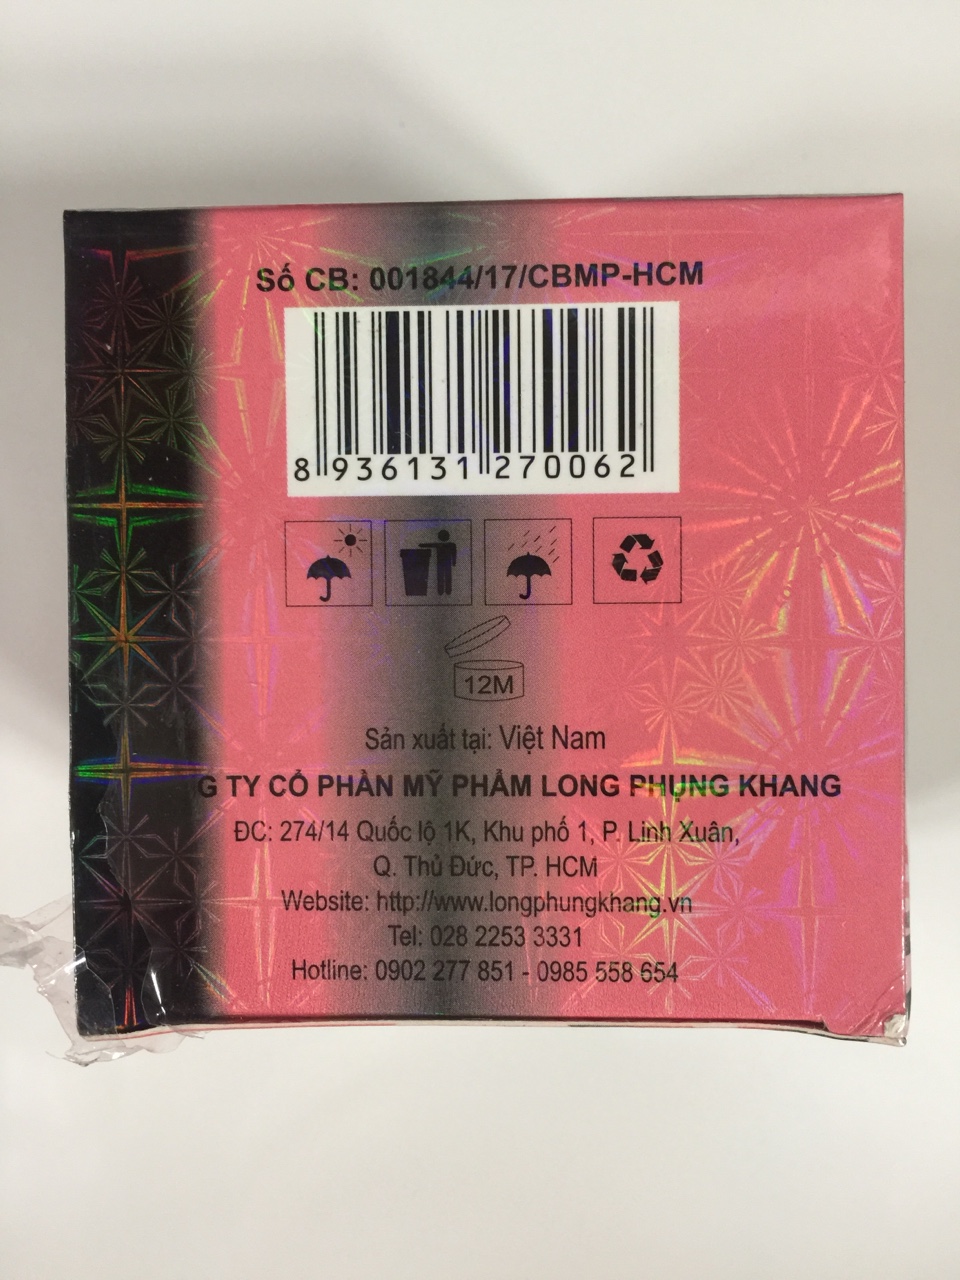 Số CB: 001844/17/CBMP-HCM
8 936131 270062
12M
Sản xuất tại: Việt Nam
G TY CỔ PHẦN MỸ PHẨM LONG PHỤNG KHANG
ĐC: 274/14 Quốc lộ 1K, Khu phố 1, P. Linh Xuân,
Q. Thủ Đức, TP. HCM
Website: http://www.longphungkhang.vn
Tel: 028 2253 3331
Hotline: 0902 277 851 - 0985 558 654